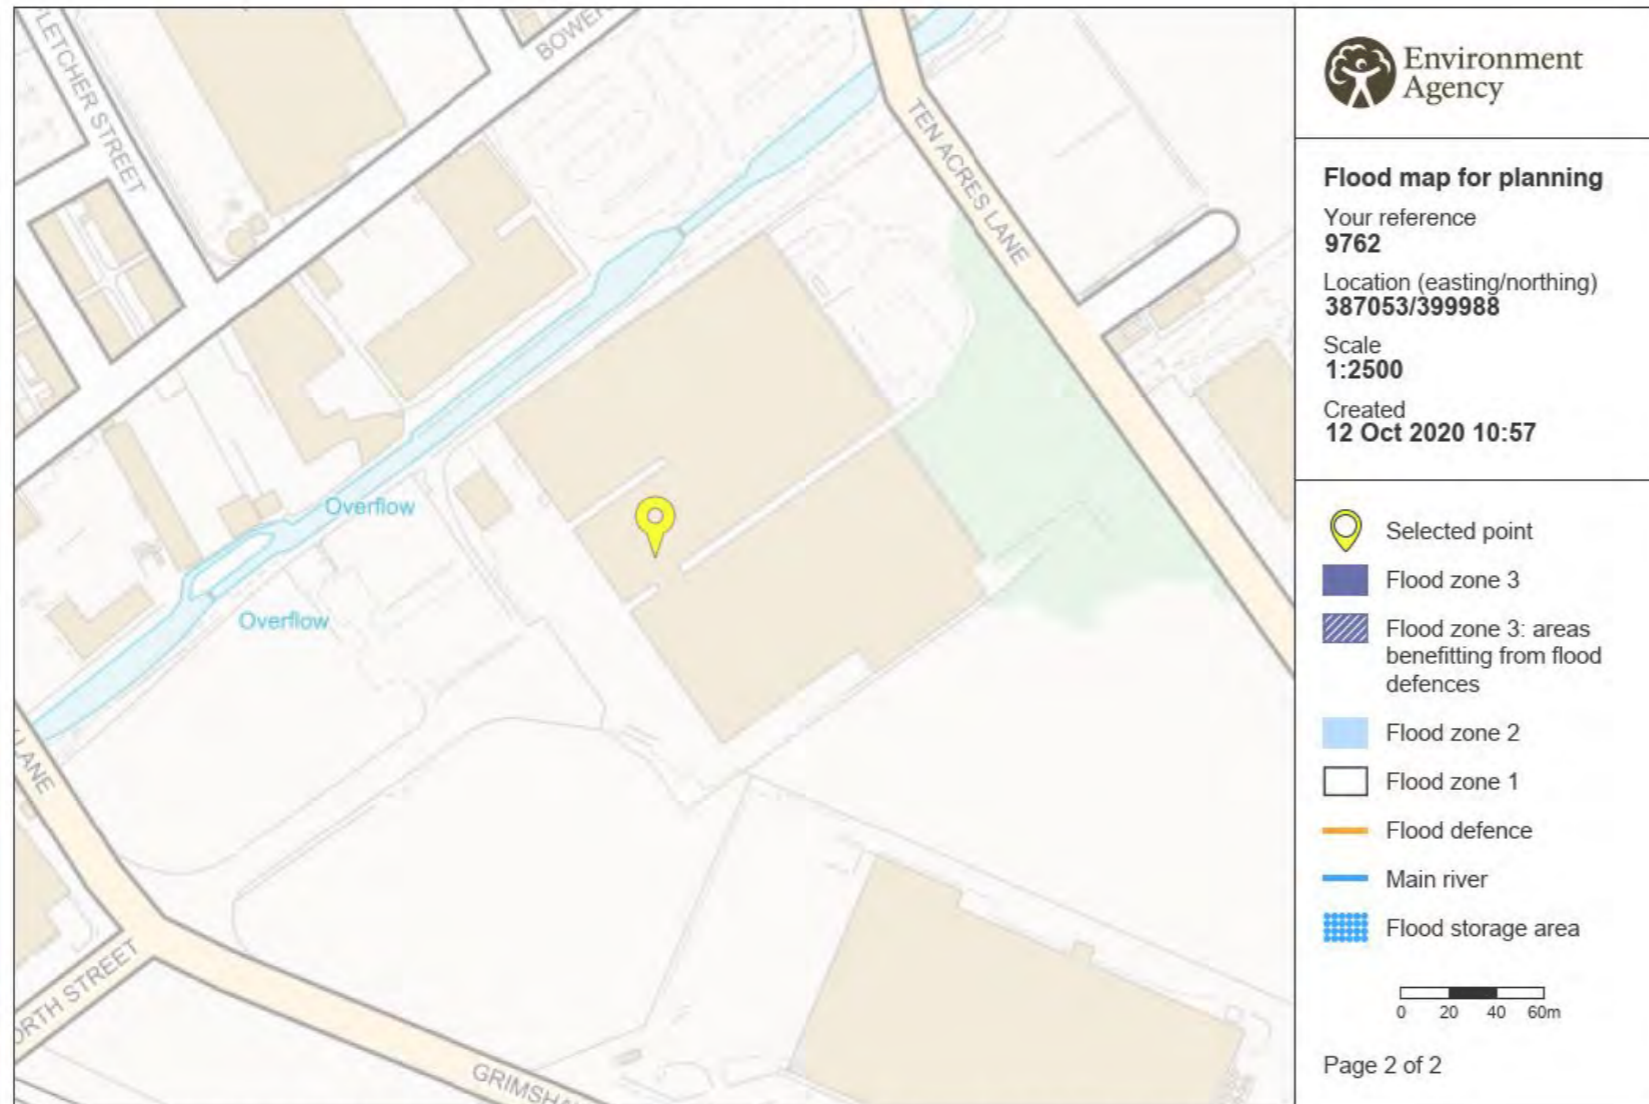 FLETCHER STREET
BOWER
TEN ACRES LANE
Overflow
Overflow
LANE
ORTH STREET
GRIMSHA
Environment
Agency
Flood map for planning
Your reference
9762
Location (easting/northing)
387053/399988
Scale
1:2500
Created
12 Oct 2020 10:57
Selected point
Flood zone 3
Flood zone 3: areas
benefitting from flood
defences
Flood zone 2
Flood zone 1
Flood defence
Main river
Flood storage area
0 20 40 60m
Page 2 of 2